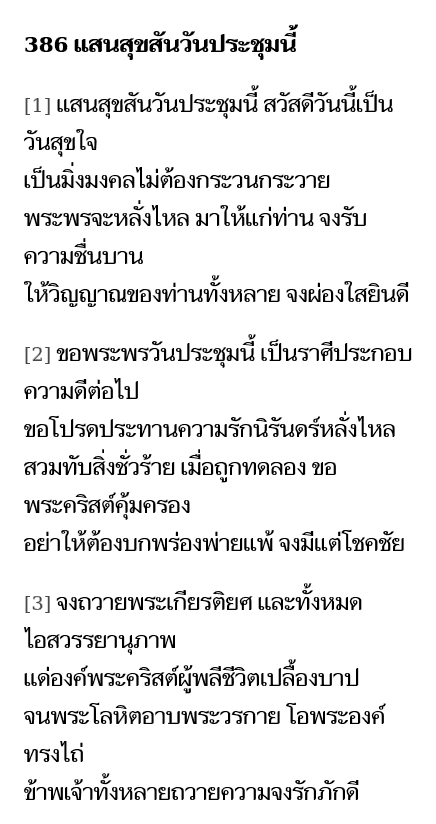 386 แสนสุขสันวันประชุมนี้
[1] แสนสุขสันวันประชุมนี้ สวัสดีวันนี้เป็น
วันสุขใจ
เป็นมิ่งมงคลไม่ต้องกระวนกระวาย
พระพรจะหลั่งไหล มาให้แก่ท่าน จงรับ
ความชื่นบาน
ให้วิญญาณของท่านทั้งหลาย จงผ่องใสยินดี
[2] ขอพระพรวันประชุมนี้ เป็นราศีประกอบ
ความดีต่อไป
ขอโปรดประทานความรักนิรันดร์หลั่งไหล
สวมทับสิ่งชั่วร้าย เมื่อถูกทดลอง ขอ
พระคริสต์คุ้มครอง
อย่าให้ต้องบกพร่องพ่ายแพ้ จงมีแต่โชคชัย
[3] จงถวายพระเกียรติยศ และทั้งหมด
ไอสวรรยานุภาพ
แด่องค์พระคริสต์ผู้พลีชีวิตเปลื้องบาป
จนพระโลหิตอาบพระวรกาย โอพระองค์
ทรงไถ่
ข้าพเจ้าทั้งหลายถวายความจงรักภักดี